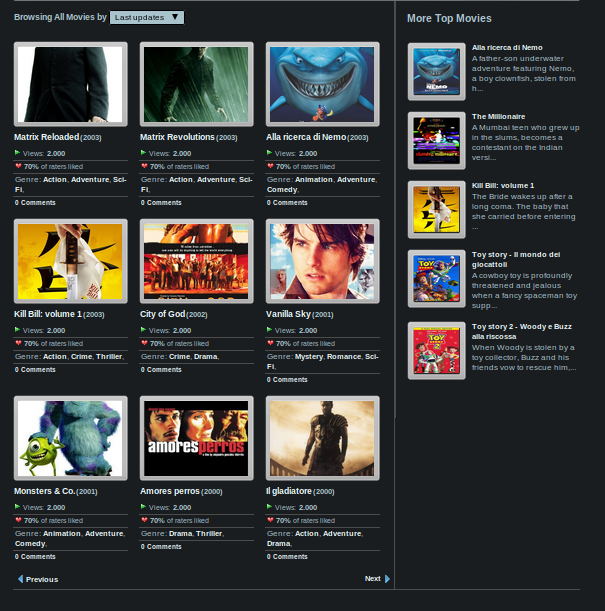 Browsing All Movies by Last updates ▼
Matrix Reloaded (2003)
Views: 2.000
70% of raters liked
Genre: Action, Adventure, Sci-
Fi,
0 Comments
Matrix Revolutions (2003)
Views: 2.000
70% of raters liked
Genre: Action, Adventure, Sci-
Fi,
0 Comments
Alla ricerca di Nemo (2003)
Views: 2.000
70% of raters liked
Genre: Animation, Adventure,
Comedy,
0 Comments
Kill Bill: volume 1 (2003)
Views: 2.000
70% of raters liked
Genre: Action, Crime, Thriller,
0 Comments
City of God (2002)
Views: 2.000
70% of raters liked
Genre: Crime, Drama,
0 Comments
Vanilla Sky (2001)
Views: 2.000
70% of raters liked
Genre: Mystery, Romance, Sci-
Fi,
0 Comments
Monsters & Co. (2001)
Views: 2.000
70% of raters liked
Genre: Animation, Adventure,
Comedy,
0 Comments
amores perros
Amores perros (2000)
Views: 2.000
70% of raters liked
Genre: Drama, Thriller,
0 Comments
Il gladiatore (2000)
Views: 2.000
70% of raters liked
Genre: Action, Adventure,
Drama,
0 Comments
Previous
Next
More Top Movies
NEMO
Alla ricerca di Nemo
A father-son underwater
adventure featuring Nemo,
a boy clownfish, stolen from
h...
The Millionaire
A Mumbai teen who grew up
in the slums, becomes a
contestant on the Indian
versi...
Kill Bill: volume 1
The Bride wakes up after a
long coma. The baby that
she carried before entering
...
TOY STORY
Toy story - Il mondo dei
giocattoli
A cowboy toy is profoundly
threatened and jealous
when a fancy spaceman toy
supp...
TOY STORY 2
Toy story 2 - Woody e Buzz
alla riscossa
When Woody is stolen by a
toy collector, Buzz and his
friends vow to rescue him,...